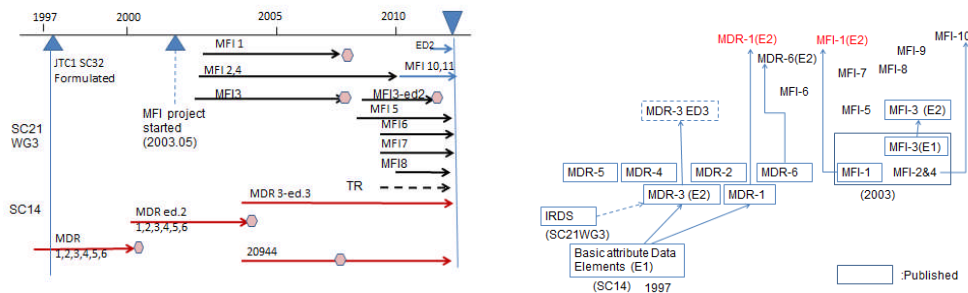 1997
2000
2005
2010
JTC1 SC32
Formulated
MFI 1
ED2
MFI 2,4
MFI 10,11
MFI3
MFI3-ed2
MFI project
started
(2003.05)
MFI 5
MFI6
MFI7
MFI8
TR
SC21
WG3
MDR 3-ed.3
SC14
MDR ed.2
1,2,3,4,5,6
MDR
1,2,3,4,5,6
20944
MDR-1(E2)
MFI-1(E2)
MFI-10
MDR-6(E2)
MFI-9
MFI-7
MFI-8
MFI-6
MDR-3 ED3
MFI-5
MFI-3 (E2)
MFI-3(E1)
MDR-5
MDR-4
MDR-2
MDR-6
MFI-1
MFI-2&4
MDR-3 (E2)
MDR-1
(2003)
IRDS
(SC21WG3)
Basic attribute Data
Elements (E1)
(SC14)
1997
:Published